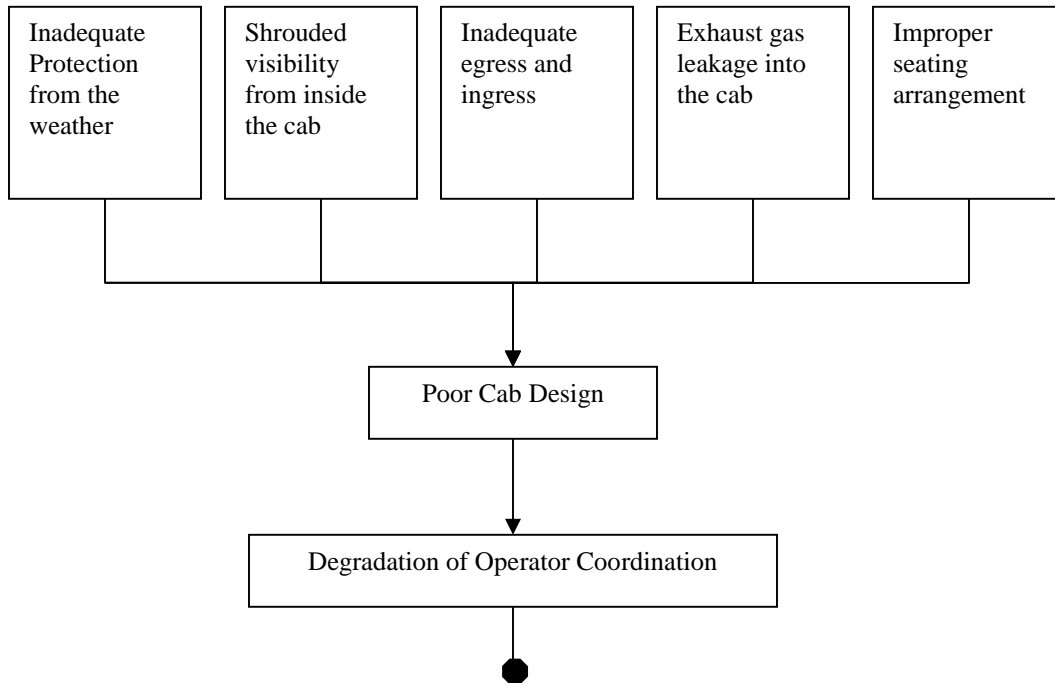 Inadequate
Protection
from the
weather
Shrouded
visibility
from inside
the cab
Inadequate
egress and
ingress
Exhaust gas
leakage into
the cab
Improper
seating
arrangement
Poor Cab Design
Degradation of Operator Coordination